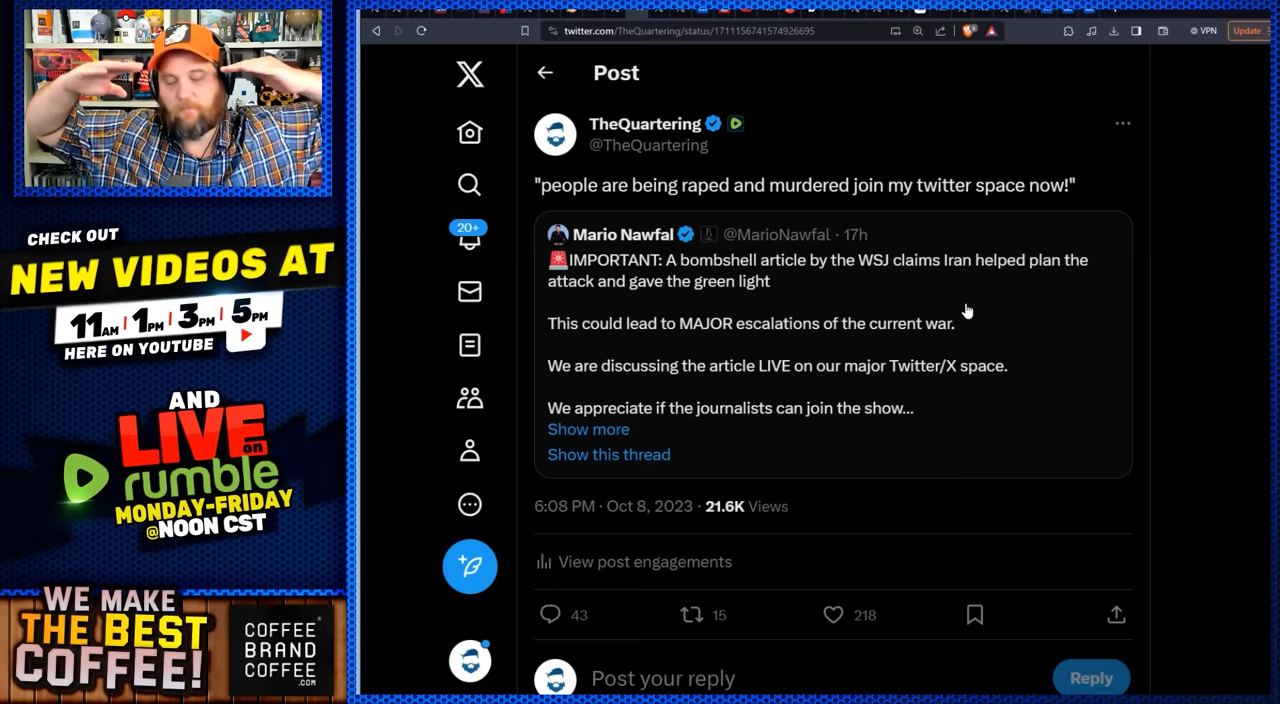 twitter.com/TheQuartering/status/1711156741574926695
VPN
Update
CHECK OUT
NEW VIDEOS AT
11AM | 1PM | 3PM | 5PM
HERE ON YOUTUBE
AND
LIVE on
rumble
MONDAY-FRIDAY
@NOON CST
WE MAKE
THE BEST
COFFEE!
COFFEE
BRAND
COFFEE
.COM
20+
Post
TheQuartering
@TheQuartering
"people are being raped and murdered join my twitter space now!"
Mario Nawfal @MarioNawfal · 17h
🚨IMPORTANT: A bombshell article by the WSJ claims Iran helped plan the
attack and gave the green light
This could lead to MAJOR escalations of the current war.
We are discussing the article LIVE on our major Twitter/X space.
We appreciate if the journalists can join the show...
Show more
Show this thread
6:08 PM · Oct 8, 2023 · 21.6K Views
View post engagements
43 15 218
Post your reply
Reply